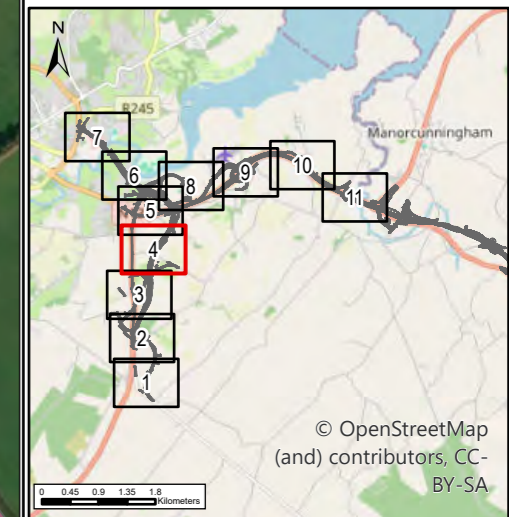 N
R245
7
Manorcunningham
10
9
6
8
11
5
4
3
2
1
© OpenStreetMap
(and) contributors, CC-
BY-SA
0 0.45 0.9 1.35 1.8
Kilometers